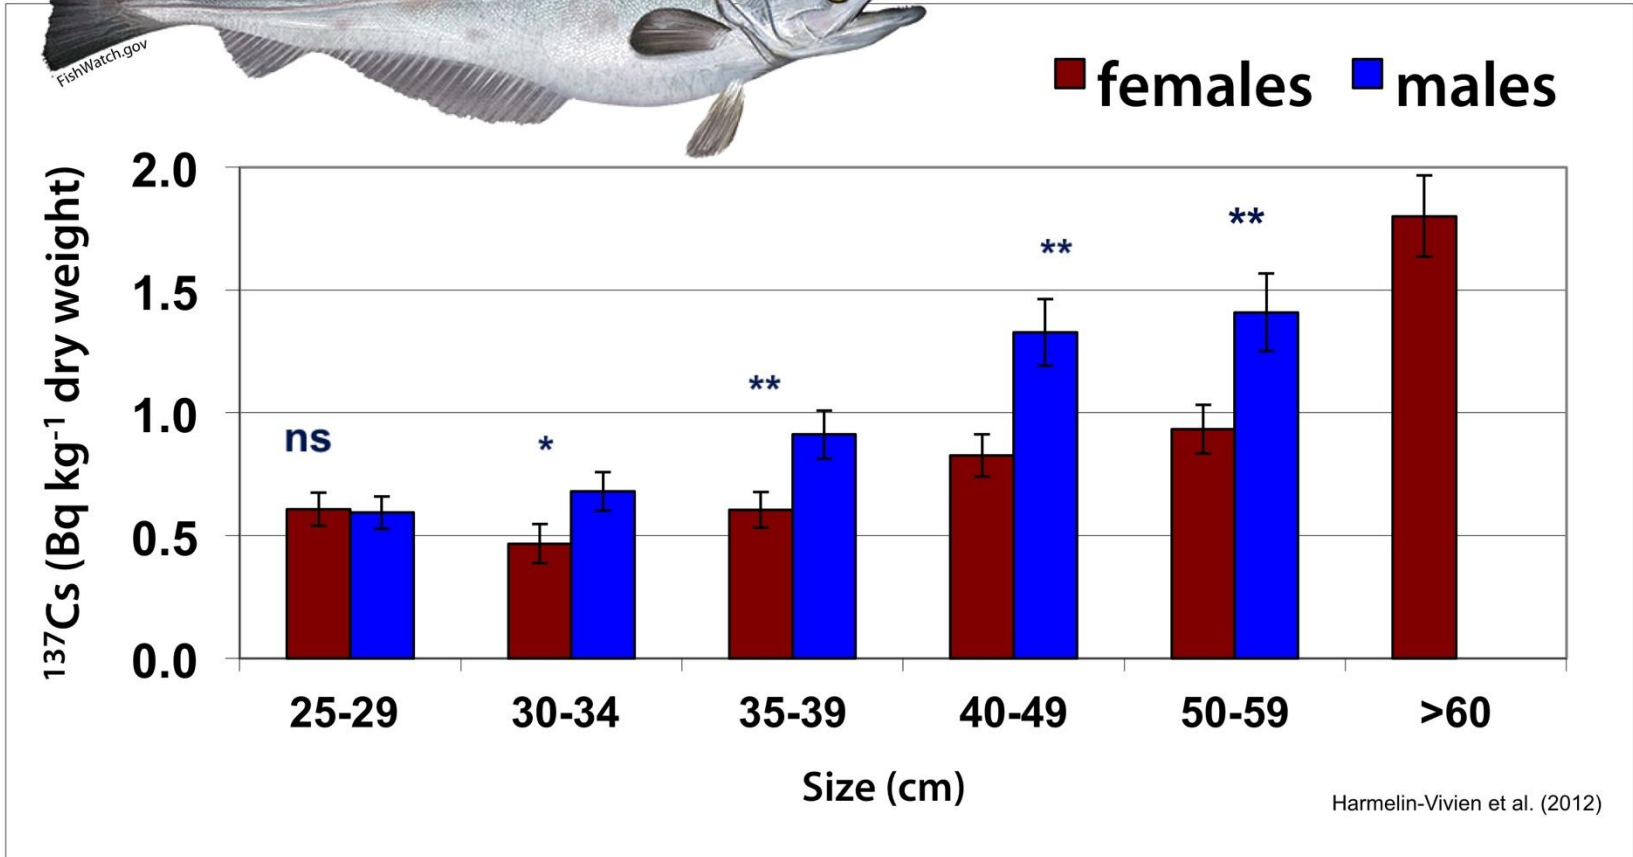 FishWatch.gov
females males
¹³⁷Cs (Bq kg⁻¹ dry weight)
2.0
1.5
1.0
0.5
0.0
ns
*
**
**
**
25-29 30-34 35-39 40-49 50-59 >60
Size (cm)
Harmelin-Vivien et al. (2012)